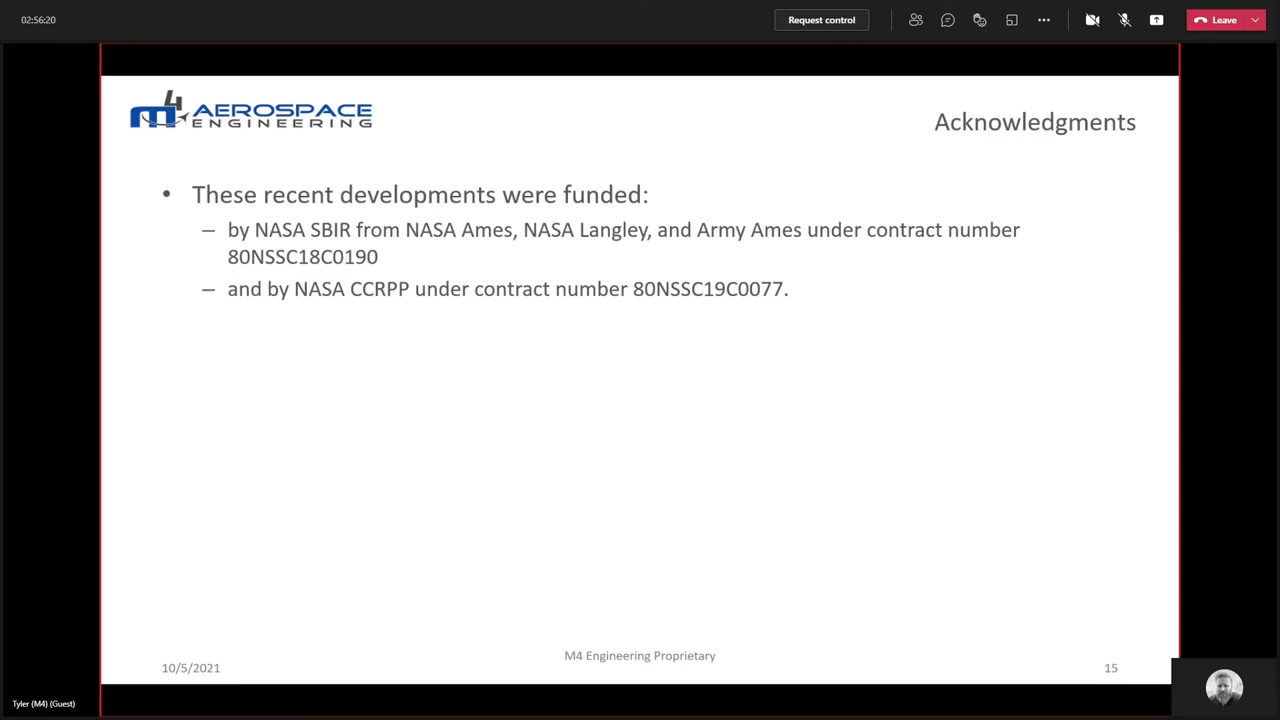 02:56:20
Request control
Leave
m4 AEROSPACE
ENGINEERING
Acknowledgments
• These recent developments were funded:
– by NASA SBIR from NASA Ames, NASA Langley, and Army Ames under contract number
80NSSC18C0190
– and by NASA CCRPP under contract number 80NSSC19C0077.
M4 Engineering Proprietary
10/5/2021
15
Tyler (M4) (Guest)